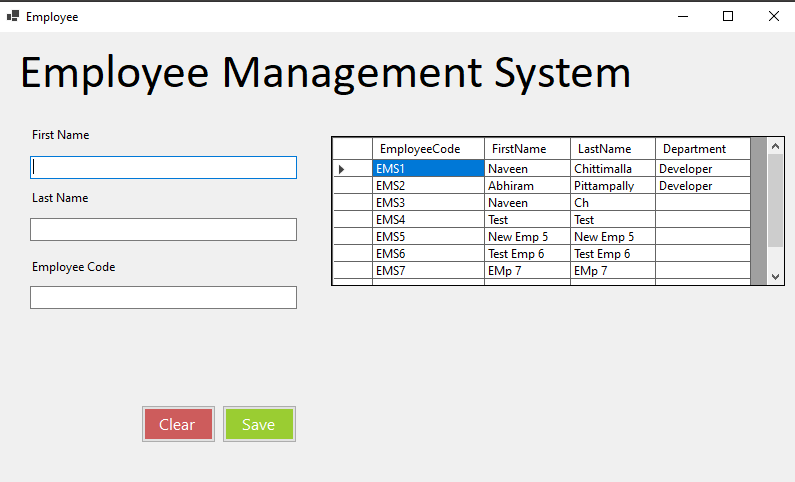 Employee
Employee Management System
First Name
Last Name
Employee Code
EmployeeCode FirstName LastName Department
EMS1 Naveen Chittimalla Developer
EMS2 Abhiram Pittampally Developer
EMS3 Naveen Ch
EMS4 Test Test
EMS5 New Emp 5 New Emp 5
EMS6 Test Emp 6 Test Emp 6
EMS7 EMp 7 EMp 7
Clear Save